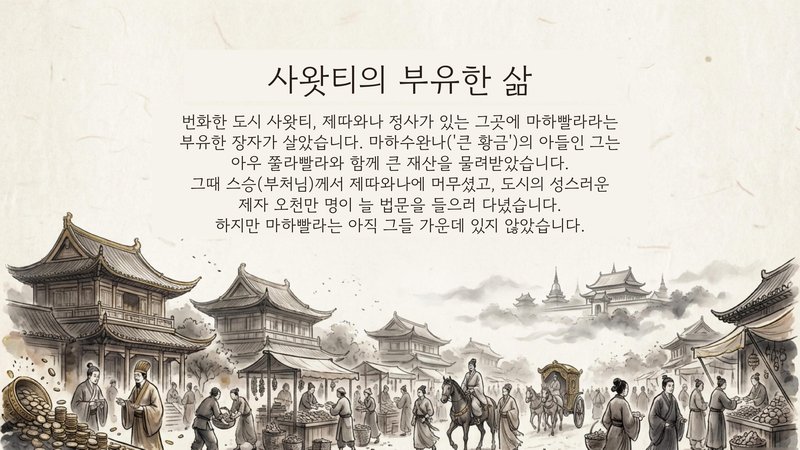 사왓티의 부유한 삶
번화한 도시 사왓티, 제따와나 정사가 있는 그곳에 마하빨라라는
부유한 장자가 살았습니다. 마하수완나('큰 황금')의 아들인 그는
아우 쭐라빨라와 함께 큰 재산을 물려받았습니다.
그때 스승(부처님)께서 제따와나에 머무셨고, 도시의 성스러운
제자 오천만 명이 늘 법문을 들으러 다녔습니다.
하지만 마하빨라는 아직 그들 가운데 있지 않았습니다.